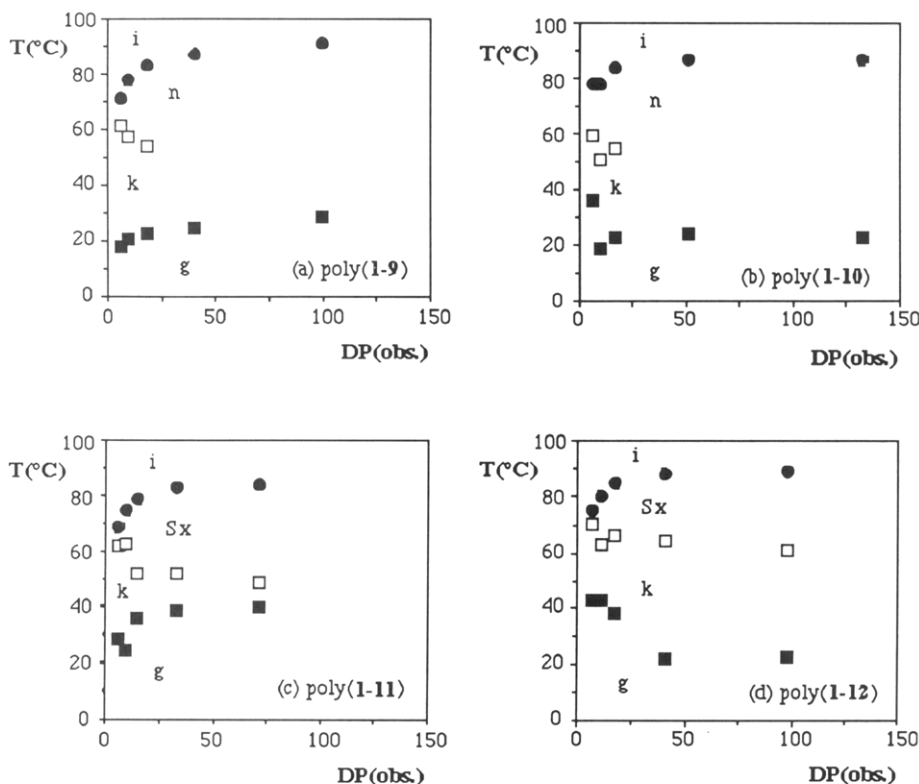 100
T(°C)
i
80
n
60
40
k
20
g
(a) poly(1-9)
0
0 50 100 150
DP(obs.)
100
T(°C)
i
80
n
60
40
k
20
g
(b) poly(1-10)
0
0 50 100 150
DP(obs.)
100
T(°C)
i
80
Sx
60
k
40
20
g
(c) poly(1-11)
0
0 50 100 150
DP(obs.)
100
T(°C)
i
80
Sx
60
40
k
20
g
(d) poly(1-12)
0
0 50 100 150
DP(obs.)